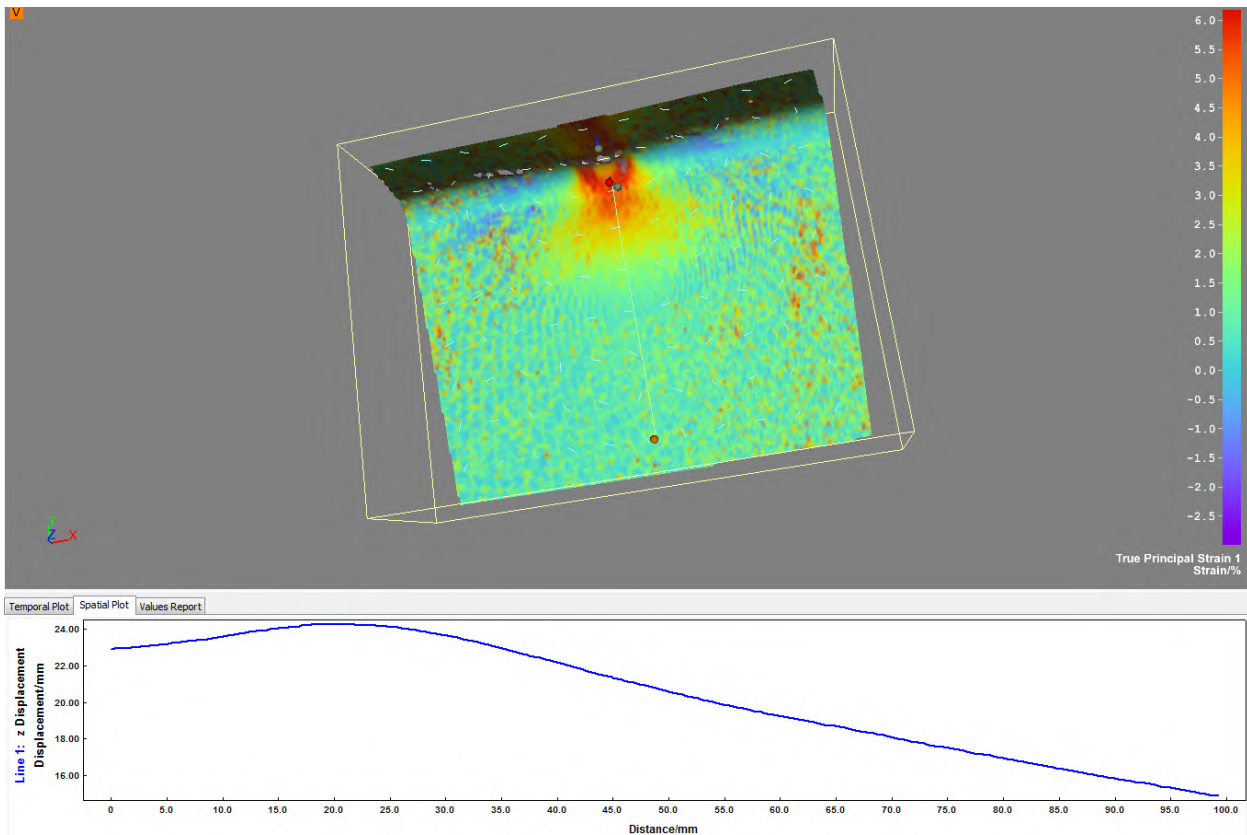 V
6.0
5.5
5.0
4.5
4.0
3.5
3.0
2.5
2.0
1.5
1.0
0.5
0.0
-0.5
-1.0
-1.5
-2.0
-2.5
Y
Z X
True Principal Strain 1
Strain/%
Temporal Plot Spatial Plot Values Report
Line 1: z Displacement
Displacement/mm
24.00
22.00
20.00
18.00
16.00
0 5.0 10.0 15.0 20.0 25.0 30.0 35.0 40.0 45.0 50.0 55.0 60.0 65.0 70.0 75.0 80.0 85.0 90.0 95.0 100.0
Distance/mm